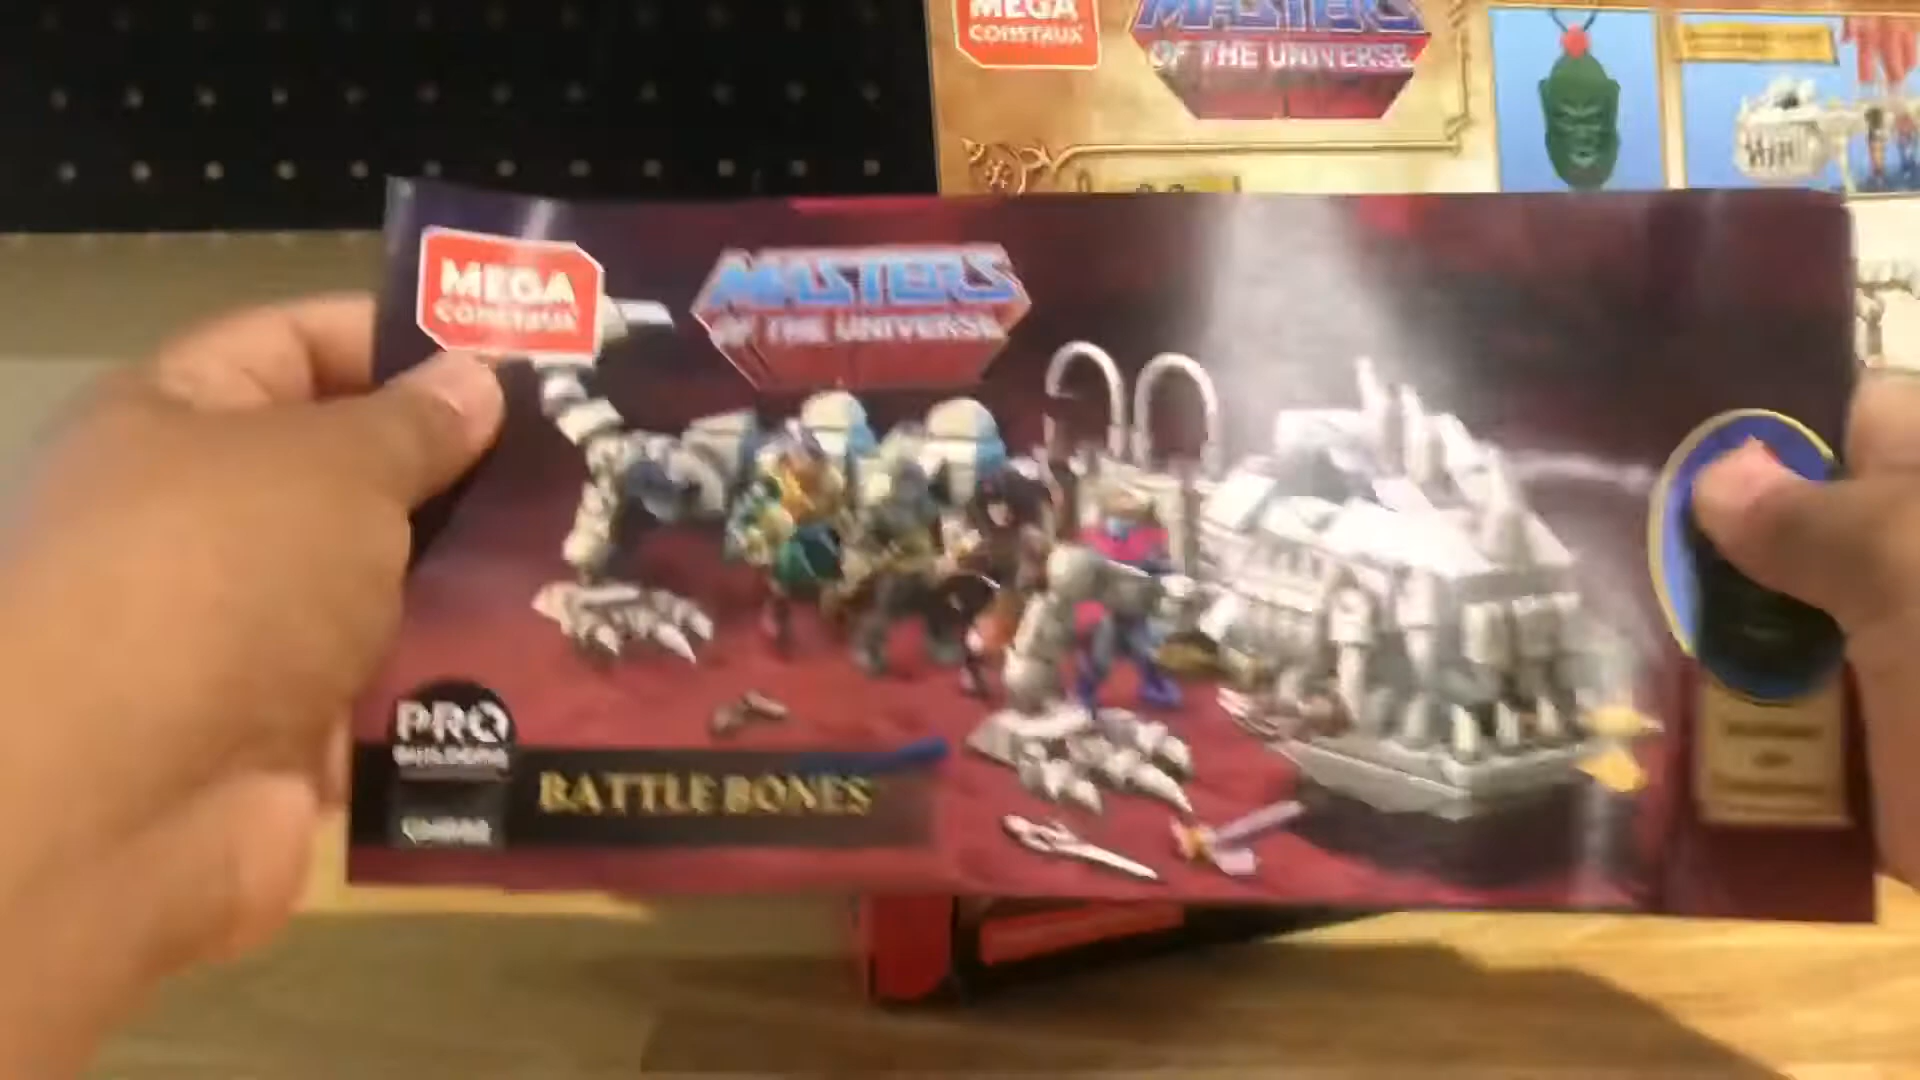 MEGA
CONSTRUX
MASTERS
OF THE UNIVERSE
MEGA
CONSTRUX
MASTERS
OF THE UNIVERSE
PRO
BUILDERS
BATTLE BONES